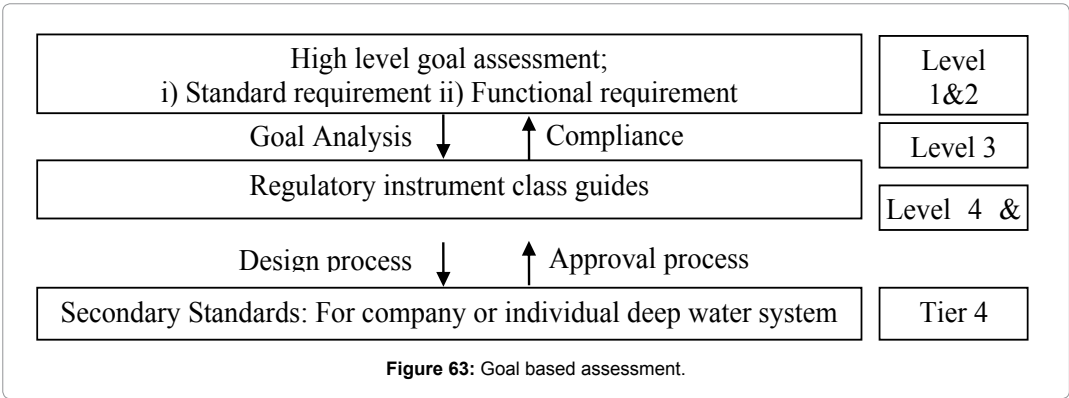 High level goal assessment;
i) Standard requirement ii) Functional requirement
Level
1&2
Goal Analysis
Compliance
Level 3
Regulatory instrument class guides
Level 4 &
Design process
Approval process
Secondary Standards: For company or individual deep water system
Tier 4
Figure 63: Goal based assessment.